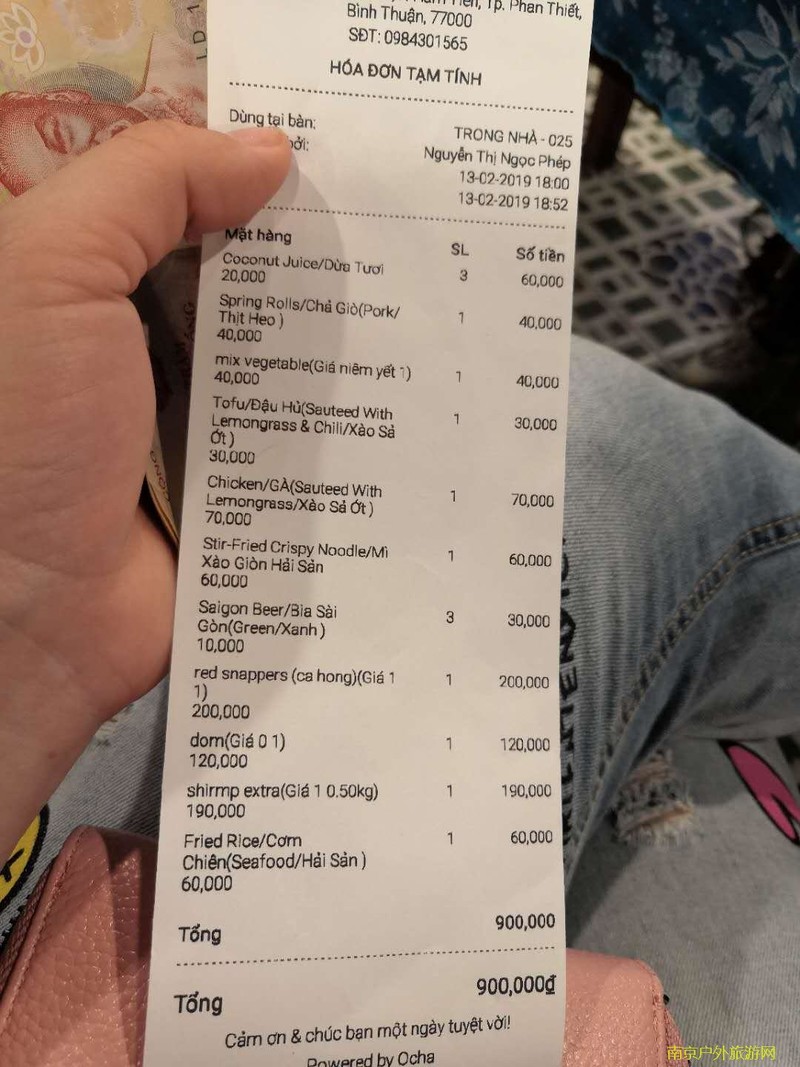 Tp. Phan Thiết,
Bình Thuận, 77000
SĐT: 0984301565
HÓA ĐƠN TẠM TÍNH
Dùng tại bàn: TRONG NHÀ - 025
Nguyễn Thị Ngọc Phép
13-02-2019 18:00
13-02-2019 18:52
Mặt hàng SL Số tiền
Coconut Juice/Dừa Tươi 3 60,000
20,000
Spring Rolls/Chả Giò(Pork/
Thịt Heo ) 1 40,000
40,000
mix vegetable(Giá niêm yết 1) 1 40,000
40,000
Tofu/Đậu Hủ(Sauteed With 1 30,000
Lemongrass & Chili/Xào Sả
Ớt )
30,000
Chicken/GÀ(Sauteed With 1 70,000
Lemongrass/Xào Sả Ớt )
70,000
Stir-Fried Crispy Noodle/Mì 1 60,000
Xào Giòn Hải Sản
60,000
Saigon Beer/Bia Sài 3 30,000
Gòn(Green/Xanh )
10,000
red snappers (ca hong)(Giá 1 1 200,000
1)
200,000
dom(Giá 0 1) 1 120,000
120,000
shirmp extra(Giá 1 0.50kg) 1 190,000
190,000
Fried Rice/Cơm 1 60,000
Chiên(Seafood/Hải Sản )
60,000
Tổng 900,000
Tổng 900,000₫
Cảm ơn & chúc bạn một ngày tuyệt vời!
Powered by Ocha
南京户外旅游网